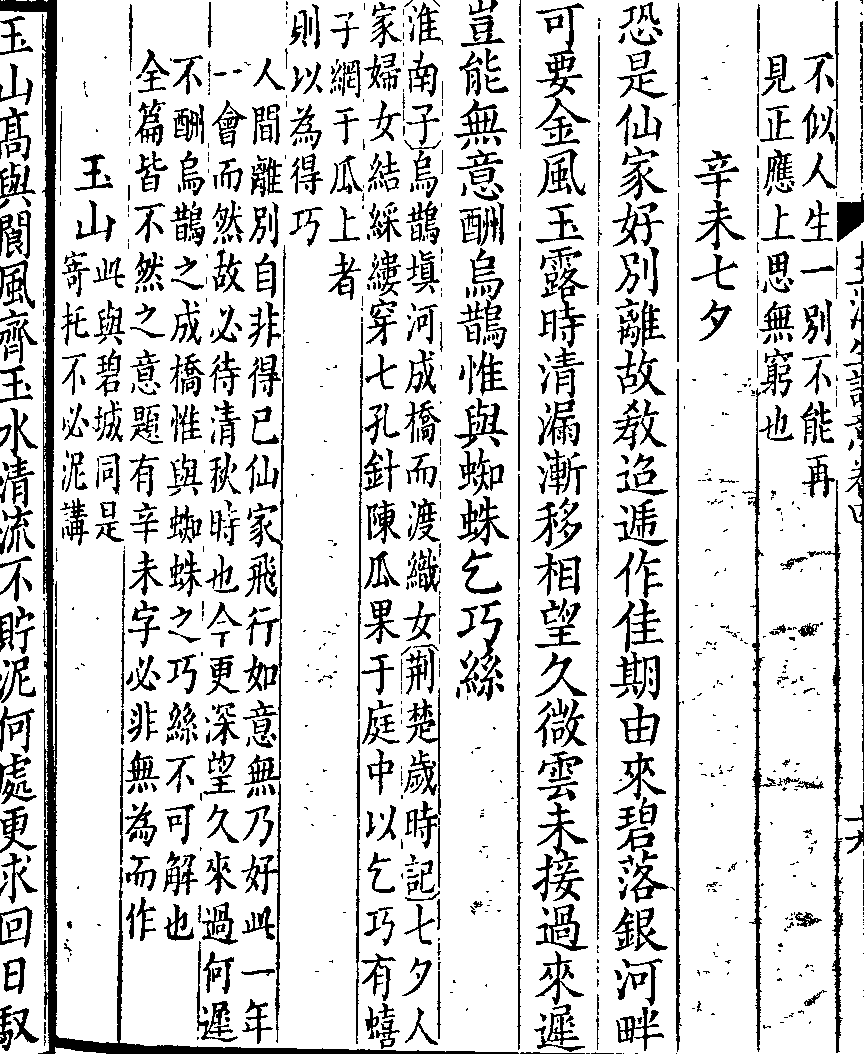 不似人生一別不能再
見正應上思無窮也
辛未七夕
恐是仙家好別離故教迢遞作佳期由來碧落銀河畔
可要金風玉露時清漏漸移相望久微雲未接過來遲
豈能無意酬烏鵲惟與蜘蛛乞巧絲
淮南子烏鵲填河成橋而渡織女荆楚歲時記七夕人
家婦女結綵縷穿七孔針陳瓜果于庭中以乞巧有蟢
子網于瓜上者
則以為得巧
人間離別自非得已仙家飛行如意無乃好此一年
一會而然故必待清秋時也今更深望久來過何遲
不酬烏鵲之成橋惟與蜘蛛之巧絲不可解也
全篇皆不然之意題有辛未字必非無為而作
玉山此與碧城同是
寄托不必泥講
玉山高與閬風齊玉水清流不貯泥何處更求回日馭